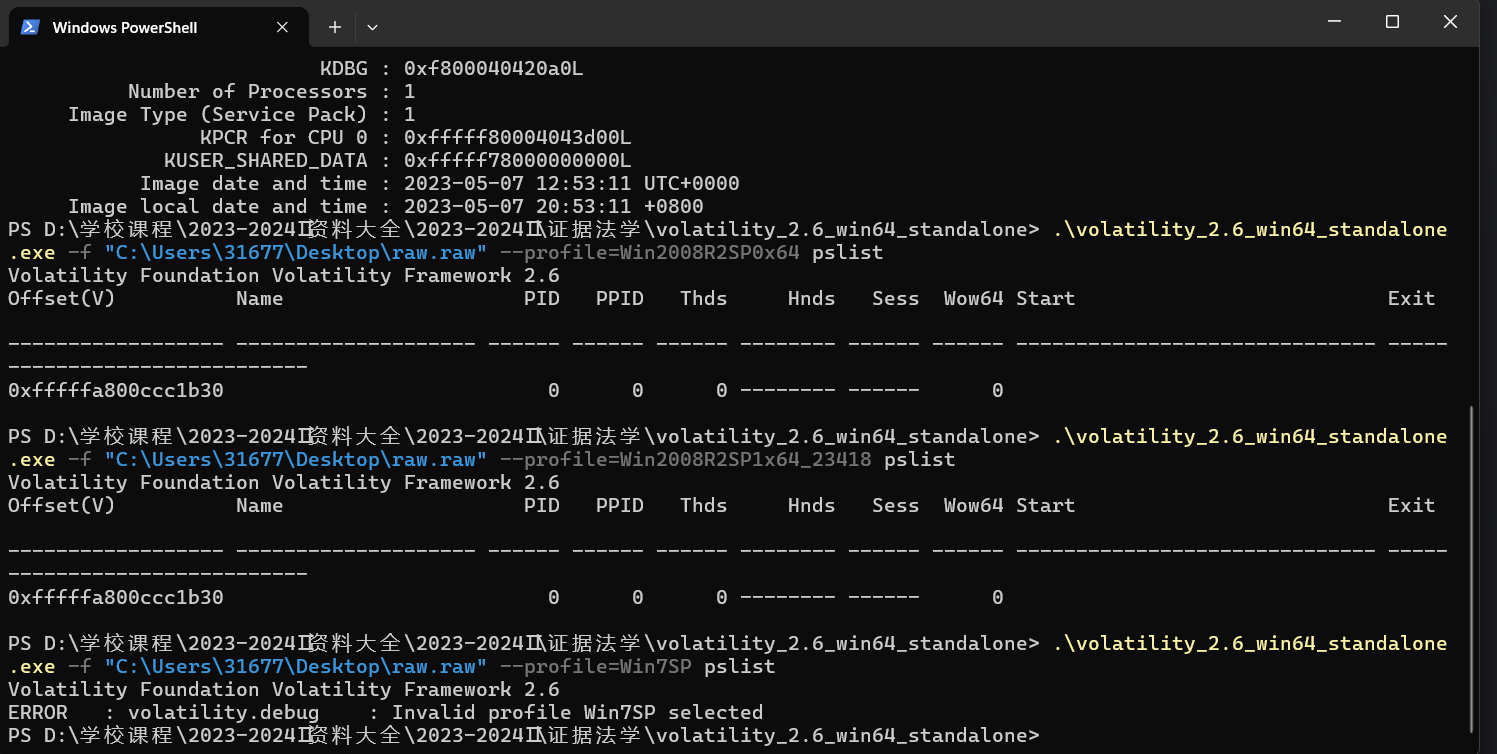 Windows PowerShell
KDBG : 0xf800040420a0L
Number of Processors : 1
Image Type (Service Pack) : 1
KPCR for CPU 0 : 0xfffff80004043d00L
KUSER_SHARED_DATA : 0xfffff78000000000L
Image date and time : 2023-05-07 12:53:11 UTC+0000
Image local date and time : 2023-05-07 20:53:11 +0800
PS D:\学校课程\2023-2024Ⅱ资料大全\2023-2024Ⅱ\证据法学\volatility_2.6_win64_standalone> .\volatility_2.6_win64_standalone
.exe -f "C:\Users\31677\Desktop\raw.raw" --profile=Win2008R2SP0x64 pslist
Volatility Foundation Volatility Framework 2.6
Offset(V)          Name                    PID   PPID   Thds     Hnds   Sess  Wow64 Start                          Exit
------------------ -------------------- ------ ------ ------ -------- ------ ------ ------------------------------ -----
-------------------------
0xfffffa800ccc1b30                           0      0      0 -------- ------      0
PS D:\学校课程\2023-2024Ⅱ资料大全\2023-2024Ⅱ\证据法学\volatility_2.6_win64_standalone> .\volatility_2.6_win64_standalone
.exe -f "C:\Users\31677\Desktop\raw.raw" --profile=Win2008R2SP1x64_23418 pslist
Volatility Foundation Volatility Framework 2.6
Offset(V)          Name                    PID   PPID   Thds     Hnds   Sess  Wow64 Start                          Exit
------------------ -------------------- ------ ------ ------ -------- ------ ------ ------------------------------ -----
-------------------------
0xfffffa800ccc1b30                           0      0      0 -------- ------      0
PS D:\学校课程\2023-2024Ⅱ资料大全\2023-2024Ⅱ\证据法学\volatility_2.6_win64_standalone> .\volatility_2.6_win64_standalone
.exe -f "C:\Users\31677\Desktop\raw.raw" --profile=Win7SP pslist
Volatility Foundation Volatility Framework 2.6
ERROR   : volatility.debug    : Invalid profile Win7SP selected
PS D:\学校课程\2023-2024Ⅱ资料大全\2023-2024Ⅱ\证据法学\volatility_2.6_win64_standalone>